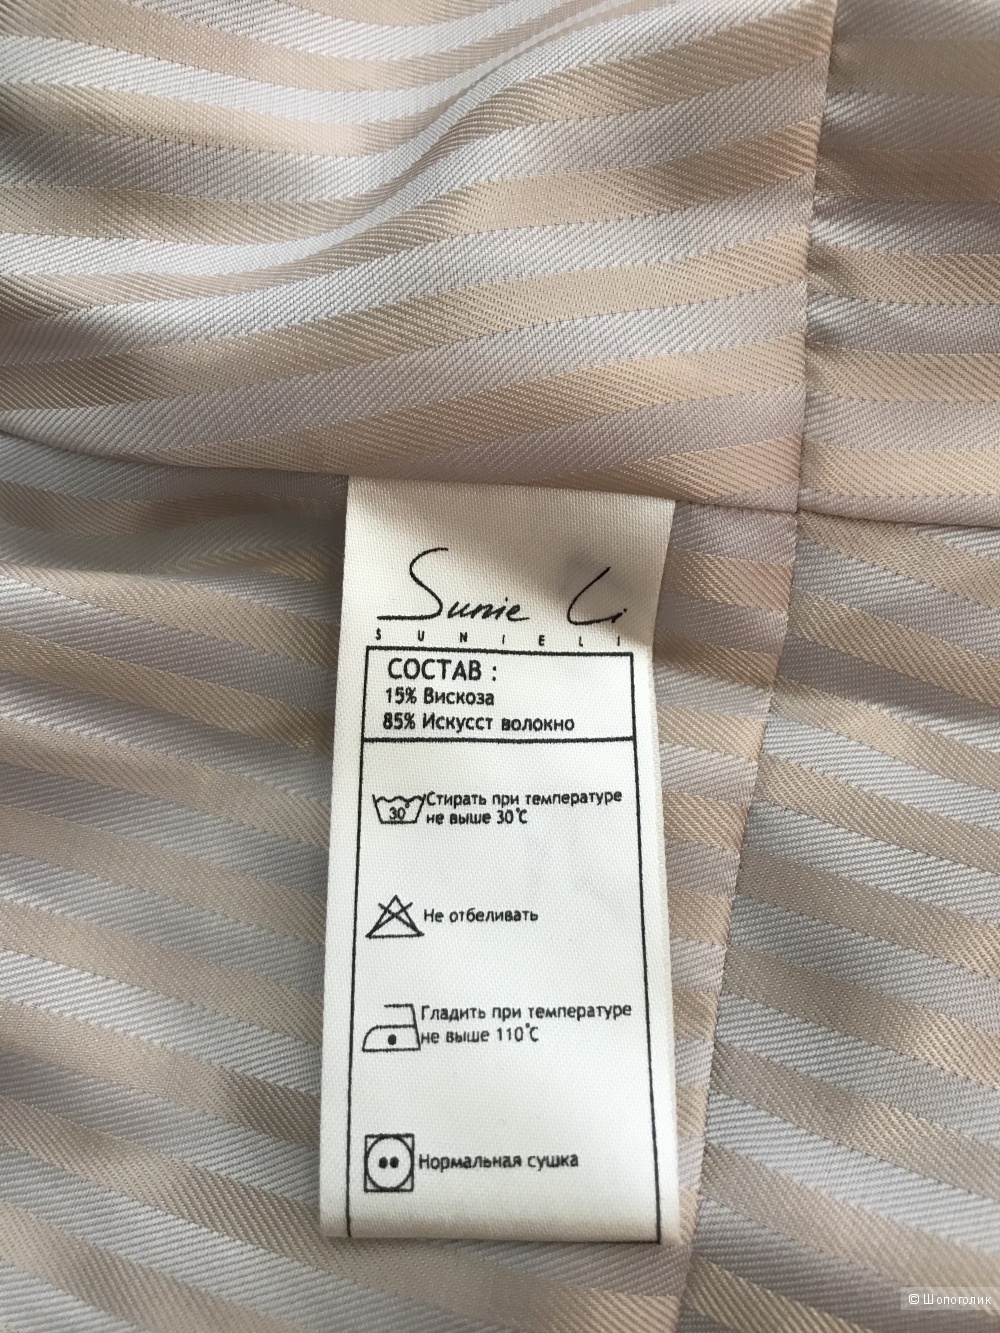 Sunie Li
SUNIELI
СОСТАВ :
15% Вискоза
85% Искусст волокно
30
Стирать при температуре
не выше 30°C
Не отбеливать
Гладить при температуре
не выше 110°C
Нормальная сушка
© Шопоголик